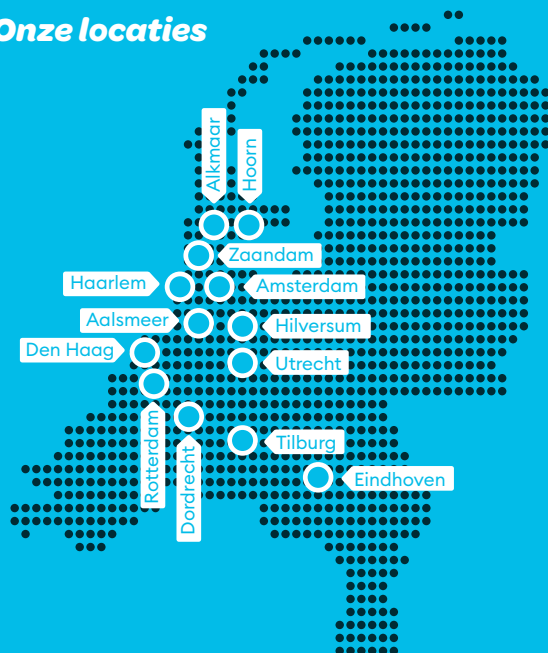 Onze locaties
Alkmaar
Hoorn
Zaandam
Haarlem
Amsterdam
Aalsmeer
Hilversum
Den Haag
Utrecht
Rotterdam
Dordrecht
Tilburg
Eindhoven